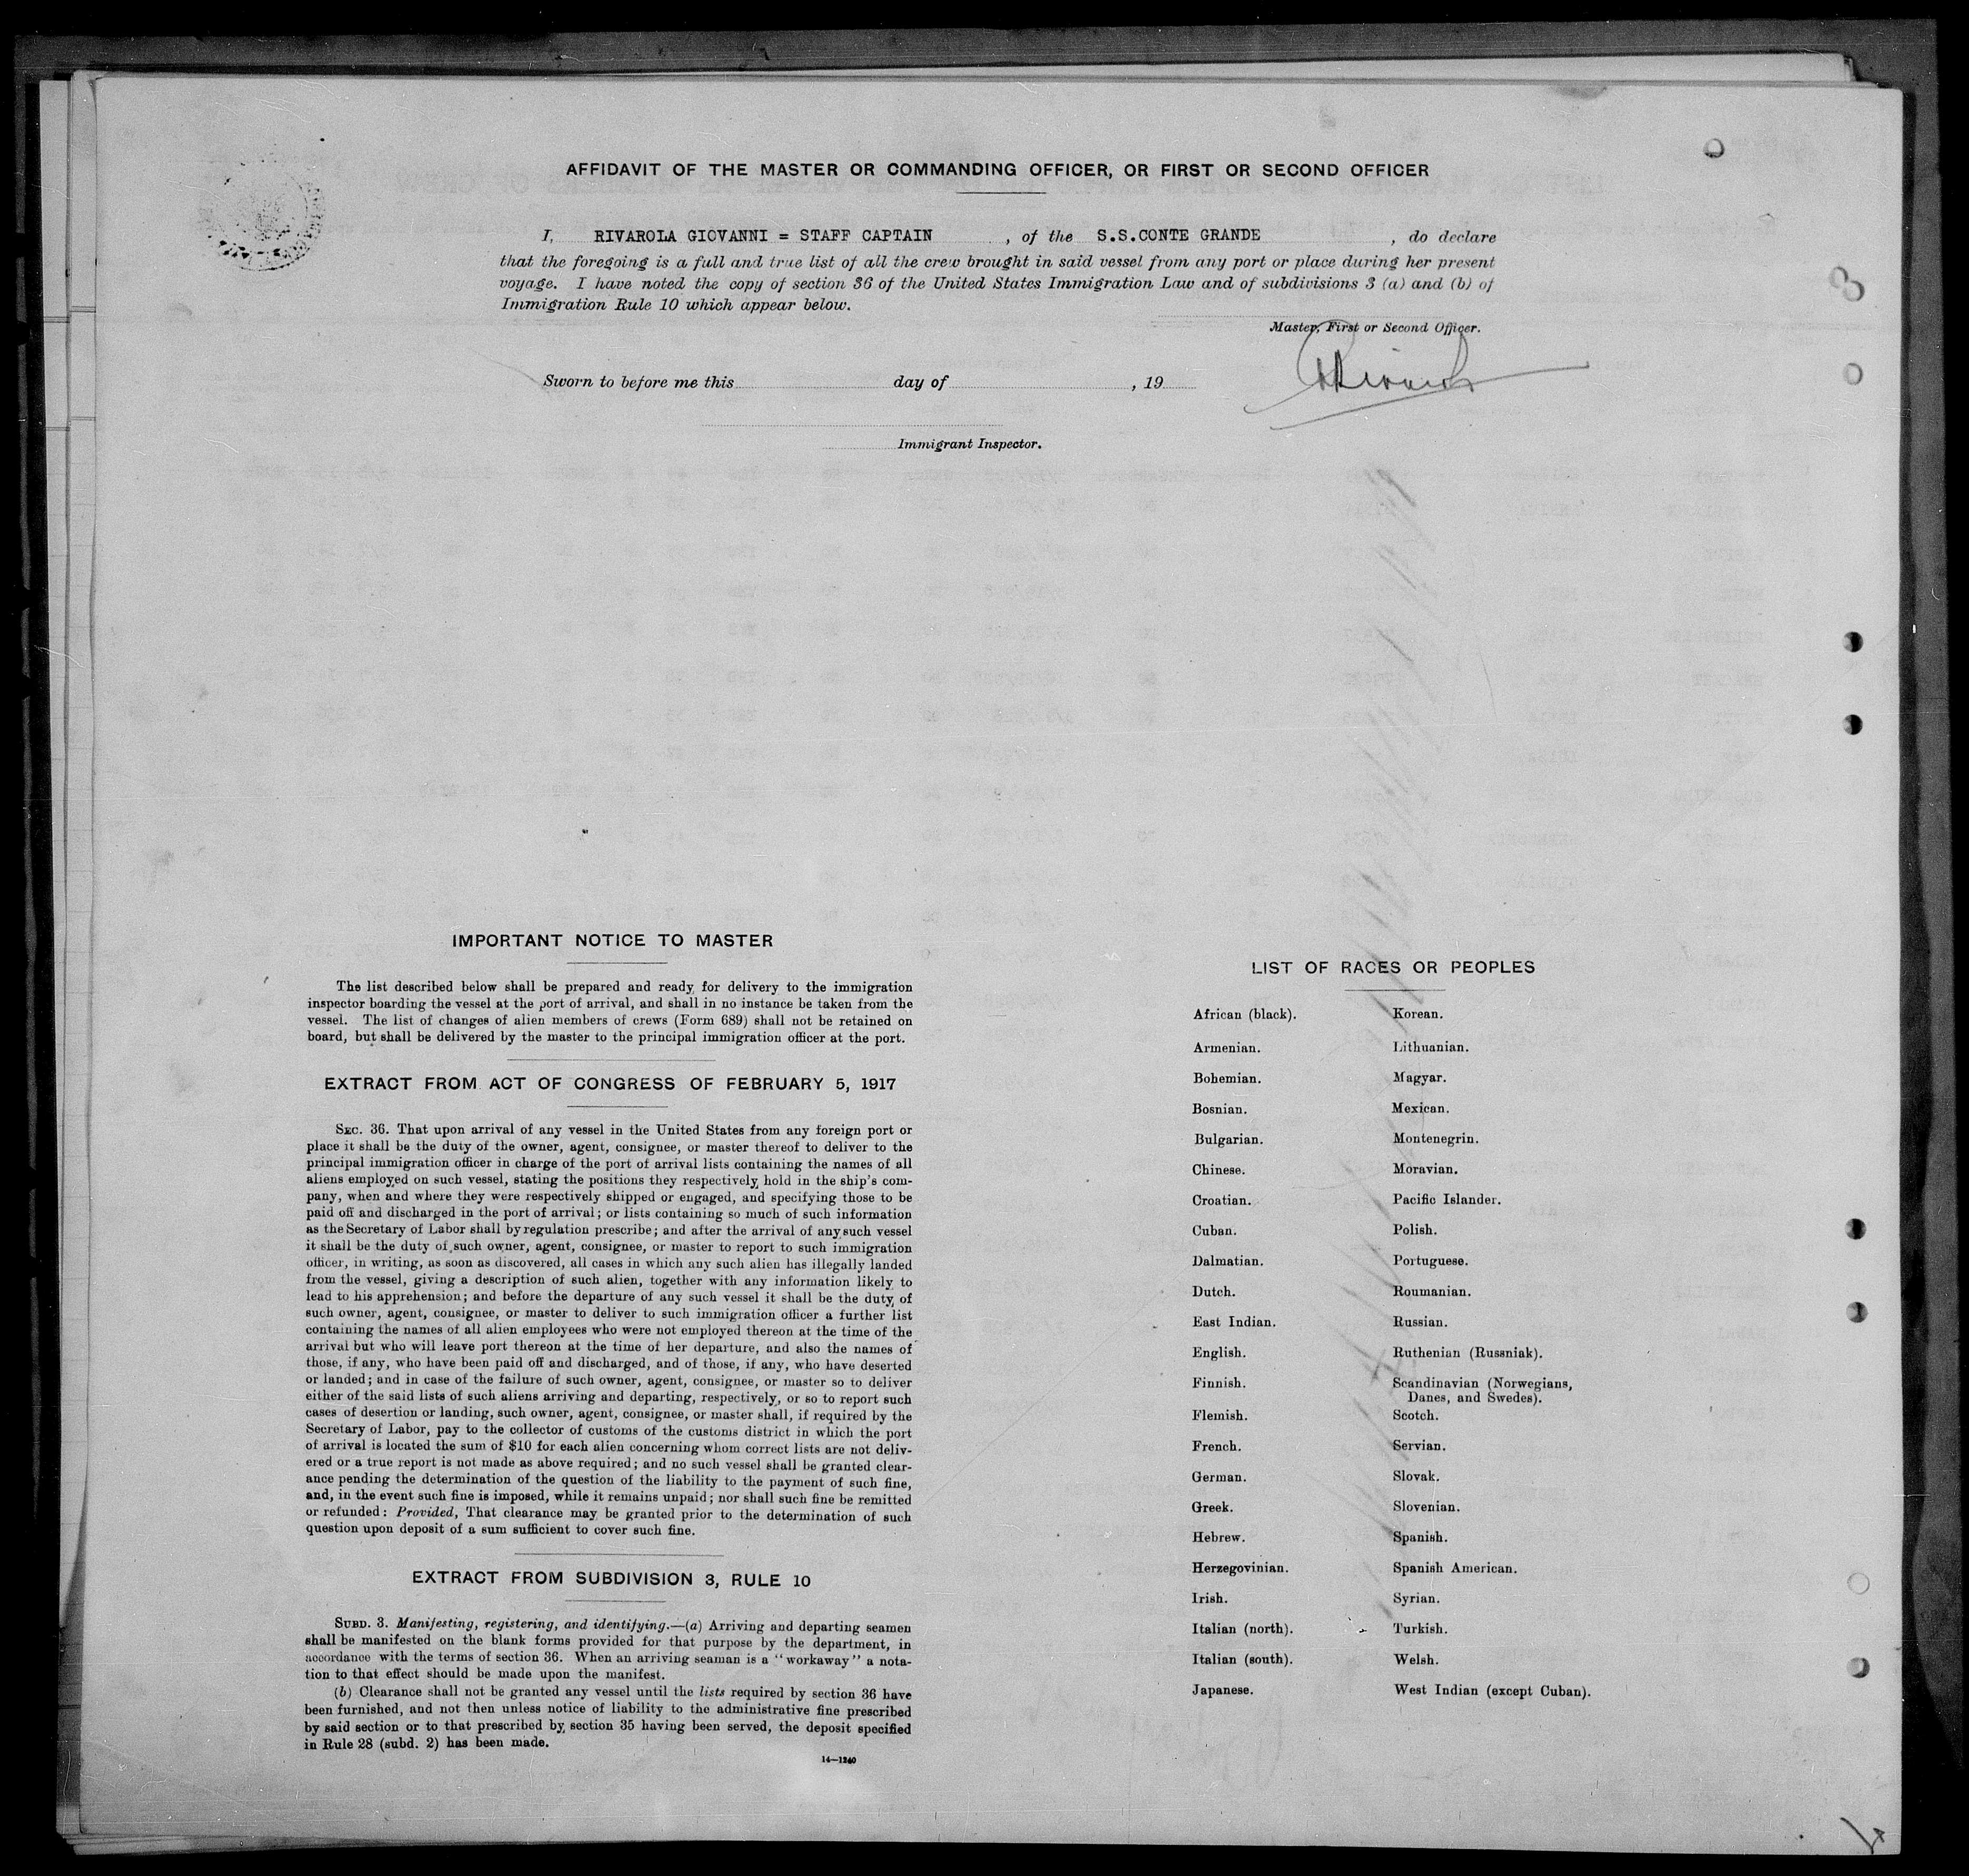 AFFIDAVIT OF THE MASTER OR COMMANDING OFFICER, OR FIRST OR SECOND OFFICER
I, RIVAROLA GIOVANNI = STAFF CAPTAIN , of the S.S.CONTE GRANDE , do declare
that the foregoing is a full and true list of all the crew brought in said vessel from any port or place during her present
voyage. I have noted the copy of section 36 of the United States Immigration Law and of subdivisions 3 (a) and (b) of
Immigration Rule 10 which appear below.
Master, First or Second Officer.
Sworn to before me this day of , 19
Immigrant Inspector.
IMPORTANT NOTICE TO MASTER
The list described below shall be prepared and ready for delivery to the immigration
inspector boarding the vessel at the port of arrival, and shall in no instance be taken from the
vessel. The list of changes of alien members of crews (Form 689) shall not be retained on
board, but shall be delivered by the master to the principal immigration officer at the port.
EXTRACT FROM ACT OF CONGRESS OF FEBRUARY 5, 1917
SEC. 36. That upon arrival of any vessel in the United States from any foreign port or
place it shall be the duty of the owner, agent, consignee, or master thereof to deliver to the
principal immigration officer in charge of the port of arrival lists containing the names of all
aliens employed on such vessel, stating the positions they respectively hold in the ship's com-
pany, when and where they were respectively shipped or engaged, and specifying those to be
paid off and discharged in the port of arrival; or lists containing so much of such information
as the Secretary of Labor shall by regulation prescribe; and after the arrival of any such vessel
it shall be the duty of such owner, agent, consignee, or master to report to such immigration
officer, in writing, as soon as discovered, all cases in which any such alien has illegally landed
from the vessel, giving a description of such alien, together with any information likely to
lead to his apprehension; and before the departure of any such vessel it shall be the duty of
such owner, agent, consignee, or master to deliver to such immigration officer a further list
containing the names of all alien employees who were not employed thereon at the time of the
arrival but who will leave port thereon at the time of her departure, and also the names of
those, if any, who have been paid off and discharged, and of those, if any, who have deserted
or landed; and in case of the failure of such owner, agent, consignee, or master so to deliver
either of the said lists of such aliens arriving and departing, respectively, or so to report such
cases of desertion or landing, such owner, agent, consignee, or master shall, if required by the
Secretary of Labor, pay to the collector of customs of the customs district in which the port
of arrival is located the sum of $10 for each alien concerning whom correct lists are not deliv-
ered or a true report is not made as above required; and no such vessel shall be granted clear-
ance pending the determination of the question of the liability to the payment of such fine,
and, in the event such fine is imposed, while it remains unpaid; nor shall such fine be remitted
or refunded: Provided, That clearance may be granted prior to the determination of such
question upon deposit of a sum sufficient to cover such fine.
EXTRACT FROM SUBDIVISION 3, RULE 10
SUBD. 3. Manifesting, registering, and identifying.—(a) Arriving and departing seamen
shall be manifested on the blank forms provided for that purpose by the department, in
accordance with the terms of section 36. When an arriving seaman is a "workaway" a nota-
tion to that effect should be made upon the manifest.
(b) Clearance shall not be granted any vessel until the lists required by section 36 have
been furnished, and not then unless notice of liability to the administrative fine prescribed
by said section or to that prescribed by section 35 having been served, the deposit specified
in Rule 28 (subd. 2) has been made.
14—1240
LIST OF RACES OR PEOPLES
African (black). Korean.
Armenian. Lithuanian.
Bohemian. Magyar.
Bosnian. Mexican.
Bulgarian. Montenegrin.
Chinese. Moravian.
Croatian. Pacific Islander.
Cuban. Polish.
Dalmatian. Portuguese.
Dutch. Roumanian.
East Indian. Russian.
English. Ruthenian (Russniak).
Finnish. Scandinavian (Norwegians,
Danes, and Swedes).
Flemish. Scotch.
French. Servian.
German. Slovak.
Greek. Slovenian.
Hebrew. Spanish.
Herzegovinian. Spanish American.
Irish. Syrian.
Italian (north). Turkish.
Italian (south). Welsh.
Japanese. West Indian (except Cuban).